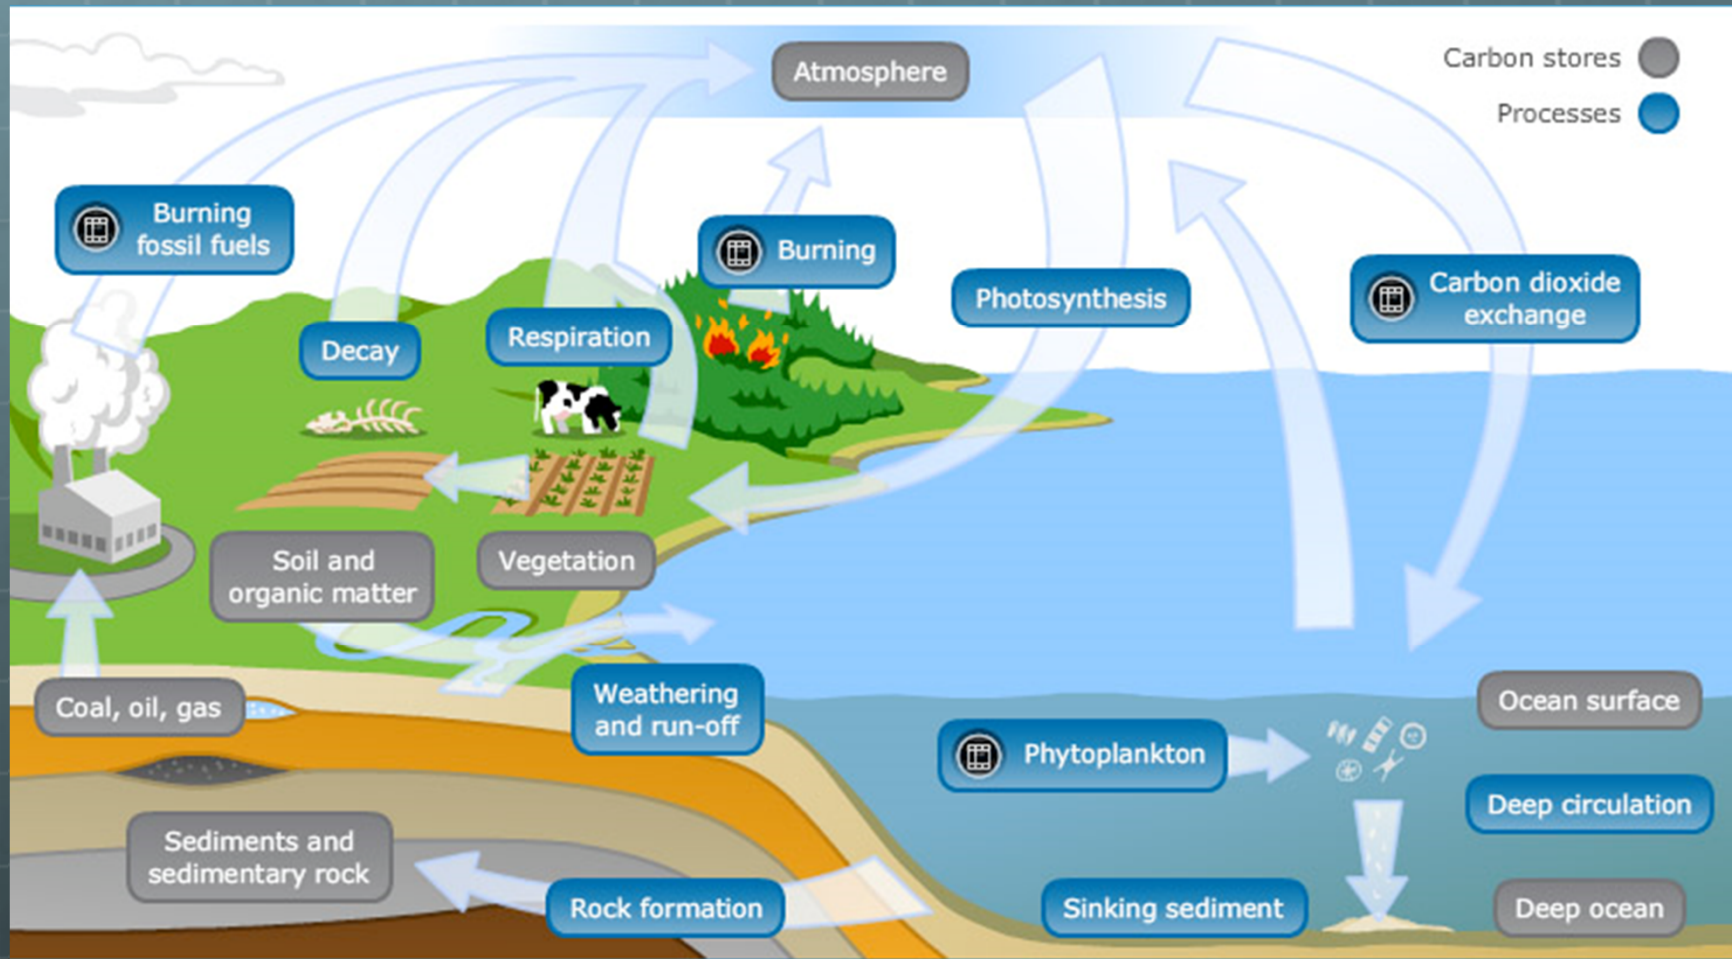 Atmosphere
Carbon stores
Processes
Burning
fossil fuels
Burning
Decay
Respiration
Photosynthesis
Carbon dioxide
exchange
Soil and
organic matter
Vegetation
Coal, oil, gas
Weathering
and run-off
Ocean surface
Phytoplankton
Deep circulation
Sediments and
sedimentary rock
Rock formation
Sinking sediment
Deep ocean